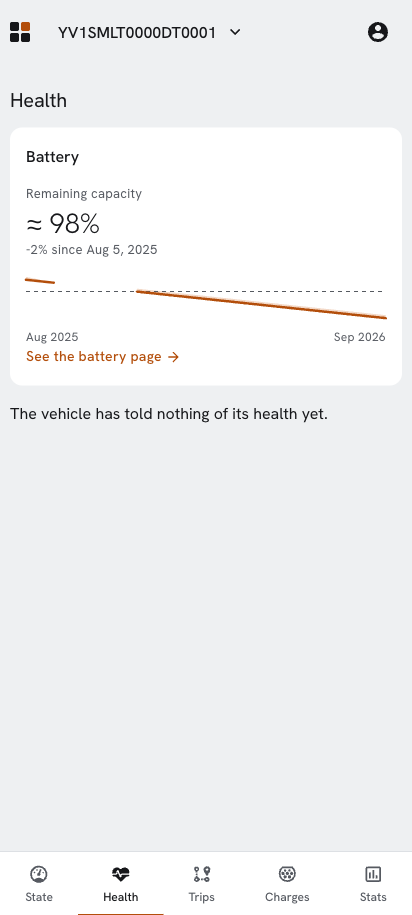 YV1SMLT0000DT0001
Health
Battery
Remaining capacity
≈ 98%
-2% since Aug 5, 2025
Aug 2025 Sep 2026
See the battery page →
The vehicle has told nothing of its health yet.
State Health Trips Charges Stats